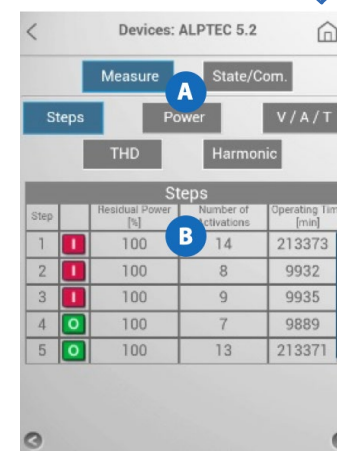 Devices: ALPTEC 5.2
Measure State/Com.
A
Steps Power V / A / T
THD Harmonic
Steps
Step Residual Power [%] Number of Activations Operating Tim [min]
B
1 I 100 14 213373
2 I 100 8 9932
3 I 100 9 9935
4 O 100 7 9889
5 O 100 13 213371